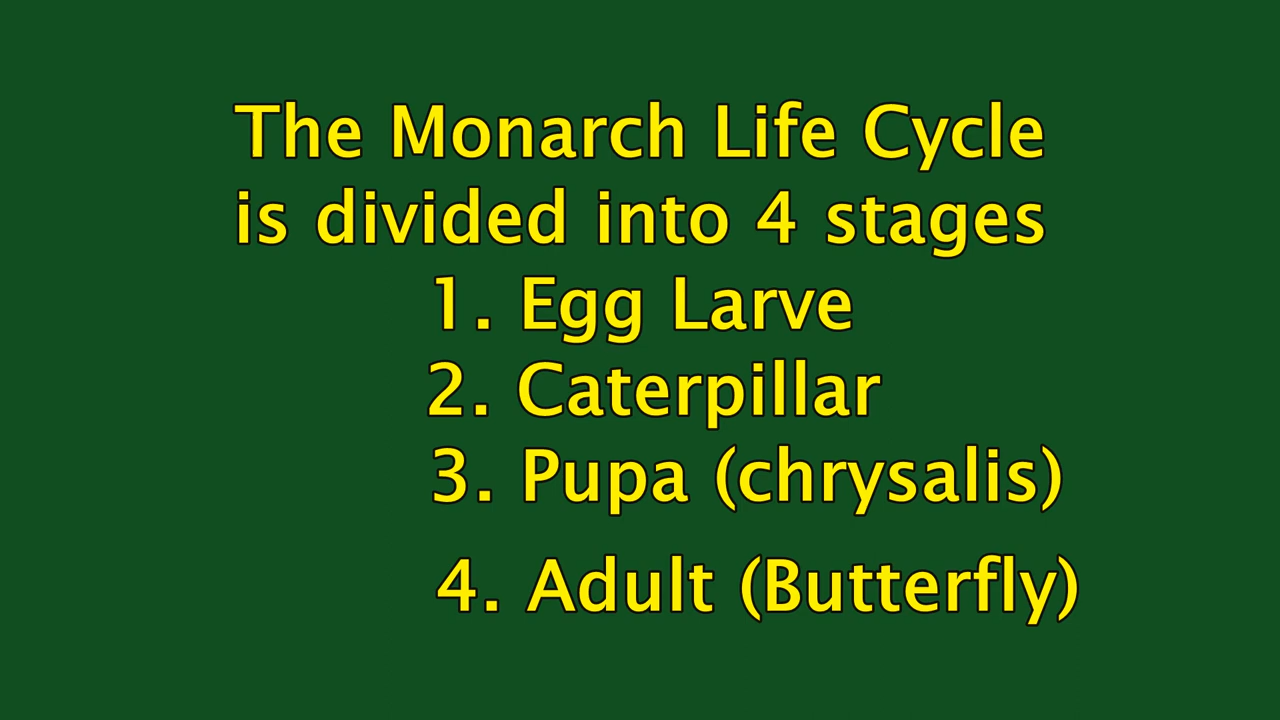 The Monarch Life Cycle
is divided into 4 stages
1. Egg Larve
2. Caterpillar
3. Pupa (chrysalis)
4. Adult (Butterfly)